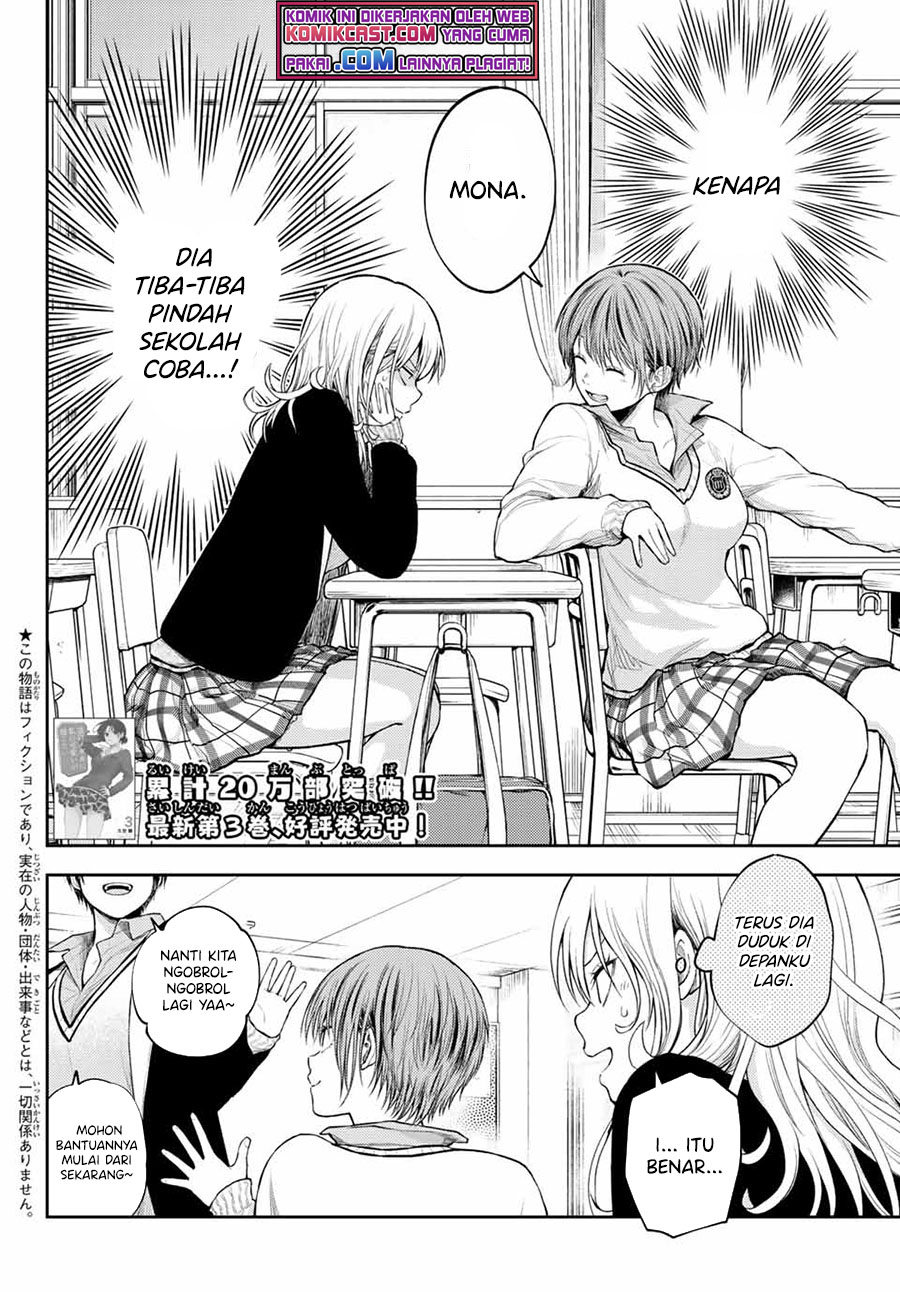 KOMIK INI DIKERJAKAN OLEH WEB
KOMIKCAST.COM YANG CUMA
PAKAI .COM LAINNYA PLAGIAT!
KENAPA
MONA.
DIA
TIBA-TIBA
PINDAH
SEKOLAH
COBA...!
累計20万部突破!!
最新第3巻、好評発売中!
3
TERUS DIA
DUDUK DI
DEPANKU
LAGI.
I... ITU
BENAR...
NANTI KITA
NGOBROL-
NGOBROL
LAGI YAA~
MOHON
BANTUANNYA
MULAI DARI
SEKARANG~
★この物語はフィクションであり、実在の人物・団体・出来事などとは、一切関係ありません。